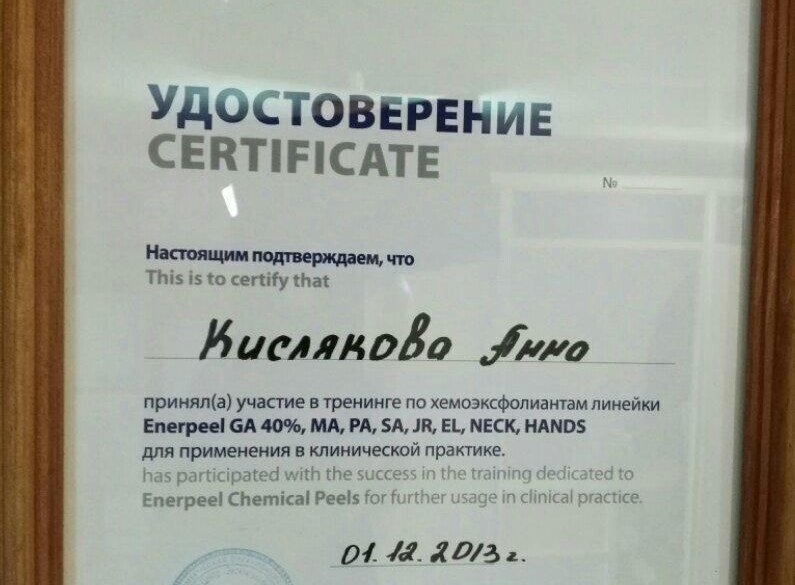 УДОСТОВЕРЕНИЕ
CERTIFICATE
№
Настоящим подтверждаем, что
This is to certify that
Кислякова Анна
принял(а) участие в тренинге по хемоэксфолиантам линейки
Enerpeel GA 40%, MA, PA, SA, JR, EL, NECK, HANDS
для применения в клинической практике.
has participated with the success in the training dedicated to
Enerpeel Chemical Peels for further usage in clinical practice.
01.12.2013 г.